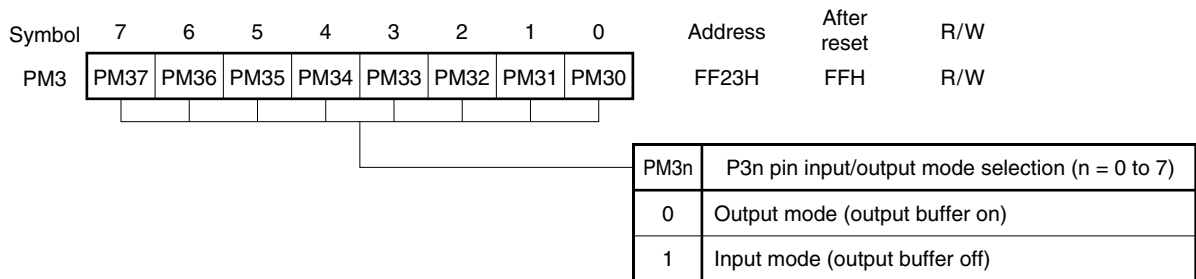 Symbol 7 6 5 4 3 2 1 0 Address After reset R/W
PM3 PM37 PM36 PM35 PM34 PM33 PM32 PM31 PM30 FF23H FFH R/W
PM3n P3n pin input/output mode selection (n = 0 to 7)
0 Output mode (output buffer on)
1 Input mode (output buffer off)